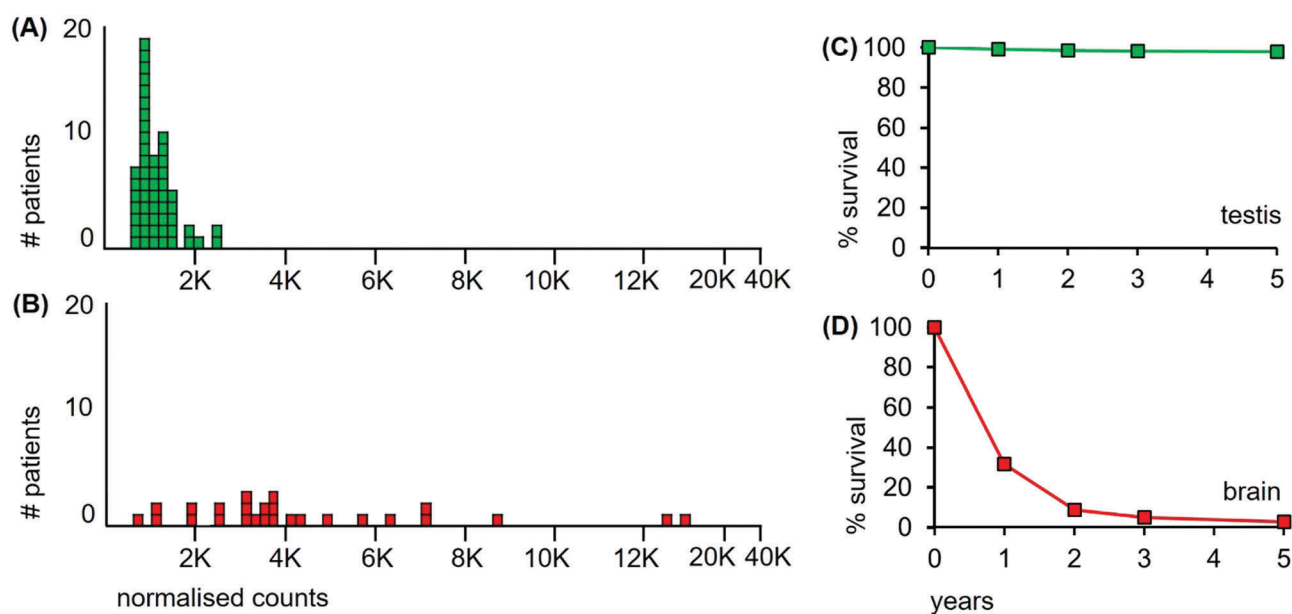 (A)
20
10
0
# patients
2K 4K 6K 8K 10K 12K 20K 40K
(B)
20
10
0
# patients
2K 4K 6K 8K 10K 12K 20K 40K
normalised counts
(C)
100
80
60
40
20
0
% survival
testis
0 1 2 3 4 5
(D)
100
80
60
40
20
0
% survival
brain
0 1 2 3 4 5
years